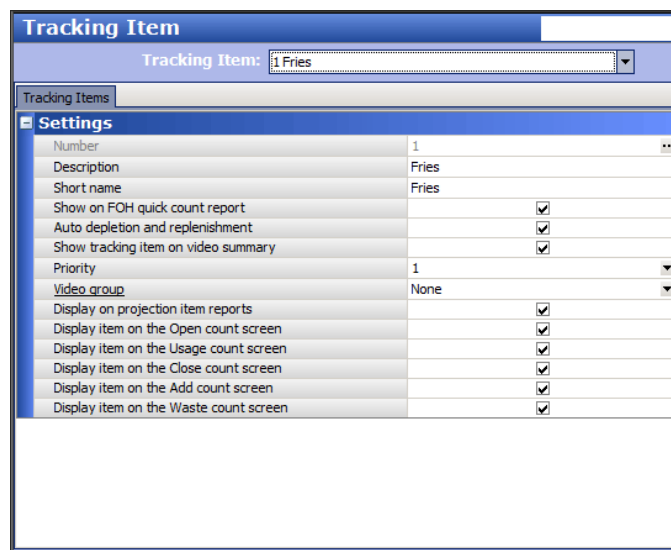 Tracking Item
Tracking Item: 1 Fries
Tracking Items
Settings
Number 1 ..
Description Fries
Short name Fries
Show on FOH quick count report
Auto depletion and replenishment
Show tracking item on video summary
Priority 1
Video group None
Display on projection item reports
Display item on the Open count screen
Display item on the Usage count screen
Display item on the Close count screen
Display item on the Add count screen
Display item on the Waste count screen